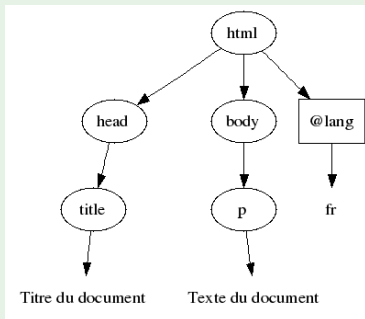 html
head
body
@lang
title
p
fr
Titre du document
Texte du document